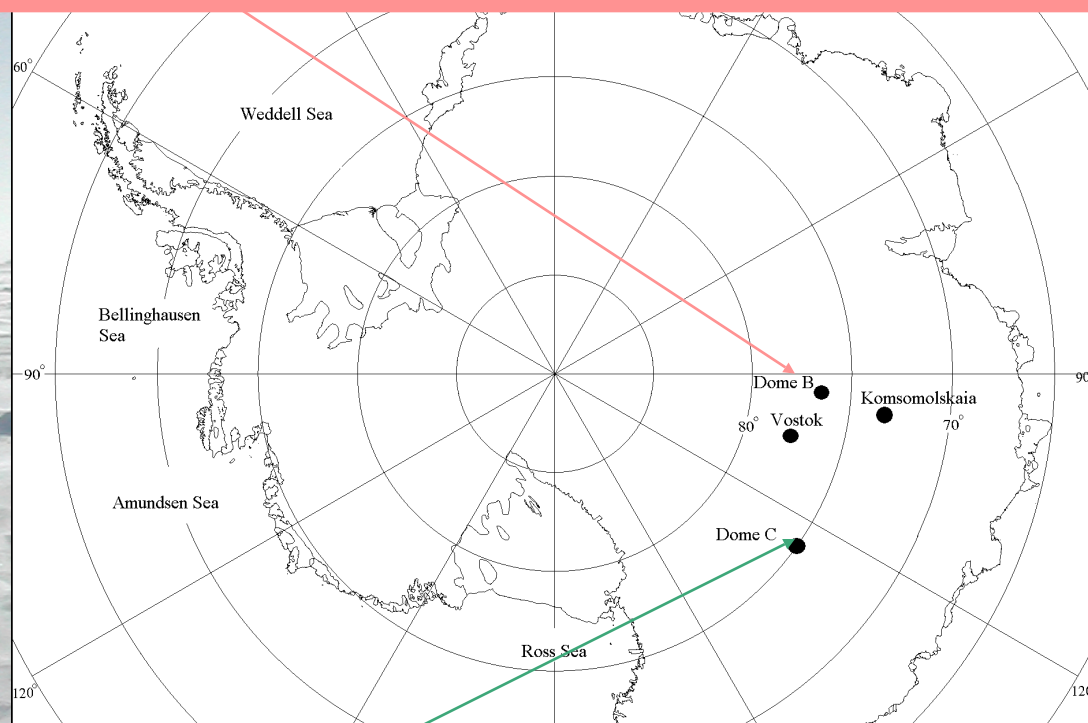 60°
Weddell Sea
Bellinghausen
Sea
90°
90
Dome B
Komsomolskaia
80°
Vostok
70°
Amundsen Sea
Dome C
Ross Sea
120°
120